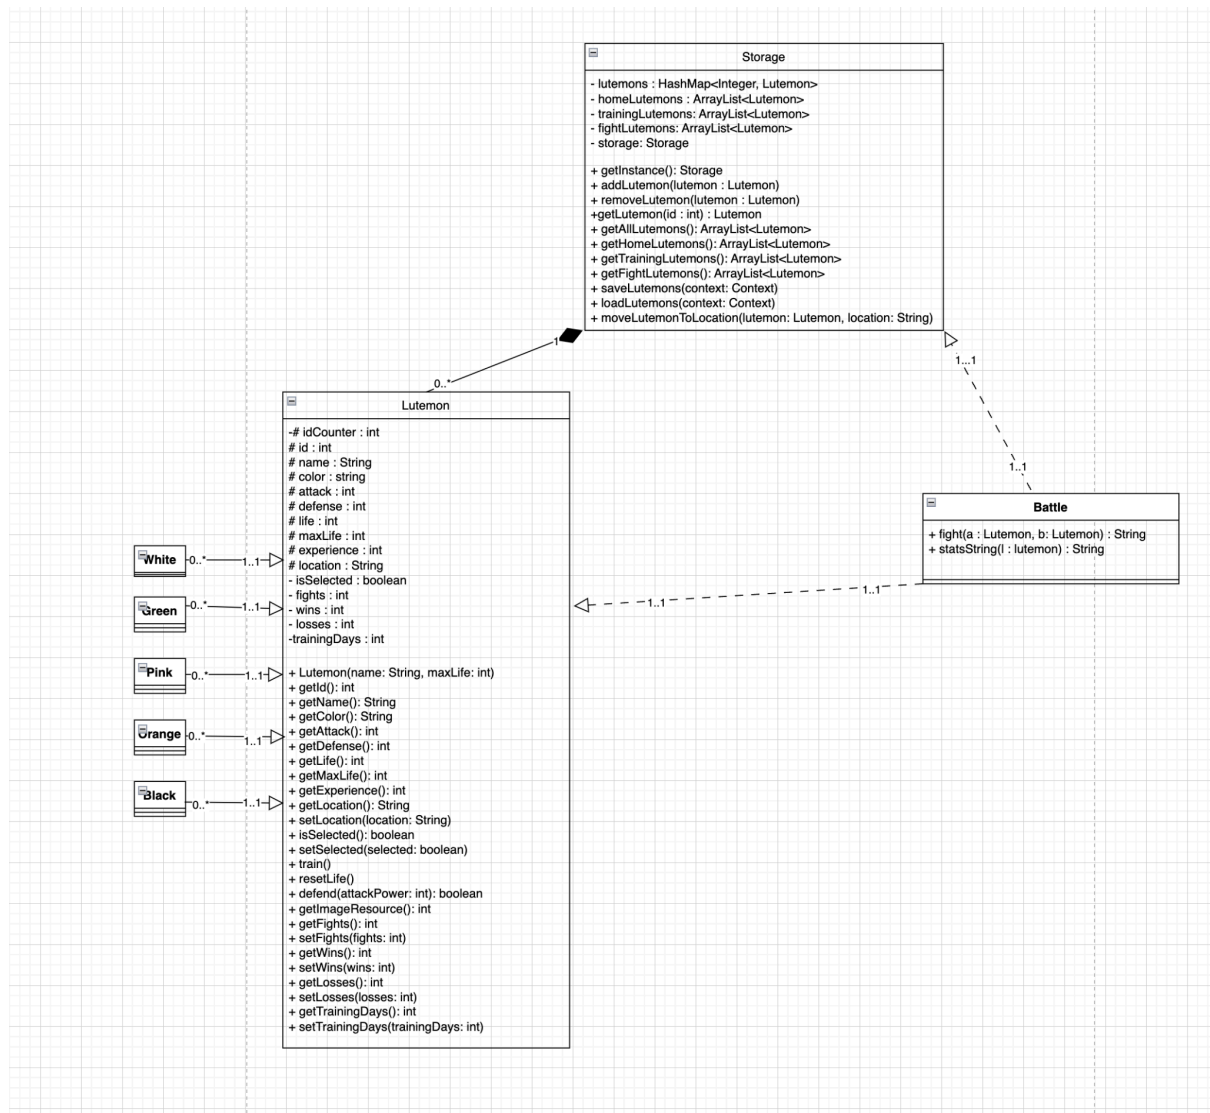 Storage
- lutemons : HashMap<Integer, Lutemon>
- homeLutemons : ArrayList<Lutemon>
- trainingLutemons: ArrayList<Lutemon>
- fightLutemons: ArrayList<Lutemon>
- storage: Storage
+ getInstance(): Storage
+ addLutemon(lutemon : Lutemon)
+ removeLutemon(lutemon : Lutemon)
+getLutemon(id : int) : Lutemon
+ getAllLutemons(): ArrayList<Lutemon>
+ getHomeLutemons(): ArrayList<Lutemon>
+ getTrainingLutemons(): ArrayList<Lutemon>
+ getFightLutemons(): ArrayList<Lutemon>
+ saveLutemons(context: Context)
+ loadLutemons(context: Context)
+ moveLutemonToLocation(lutemon: Lutemon, location: String)
1
0..*
1...1
1..1
Lutemon
-# idCounter : int
# id : int
# name : String
# color : string
# attack : int
# defense : int
# life : int
# maxLife : int
# experience : int
# location : String
- isSelected : boolean
- fights : int
- wins : int
- losses : int
-trainingDays : int
+ Lutemon(name: String, maxLife: int)
+ getId(): int
+ getName(): String
+ getColor(): String
+ getAttack(): int
+ getDefense(): int
+ getLife(): int
+ getMaxLife(): int
+ getExperience(): int
+ getLocation(): String
+ setLocation(location: String)
+ isSelected(): boolean
+ setSelected(selected: boolean)
+ train()
+ resetLife()
+ defend(attackPower: int): boolean
+ getImageResource(): int
+ getFights(): int
+ setFights(fights: int)
+ getWins(): int
+ setWins(wins: int)
+ getLosses(): int
+ setLosses(losses: int)
+ getTrainingDays(): int
+ setTrainingDays(trainingDays: int)
Battle
+ fight(a : Lutemon, b: Lutemon) : String
+ statsString(l : lutemon) : String
1..1
1..1
White
0..*
1..1
Green
0..*
1..1
Pink
0..*
1..1
Orange
0..*
1..1
Black
0..*
1..1